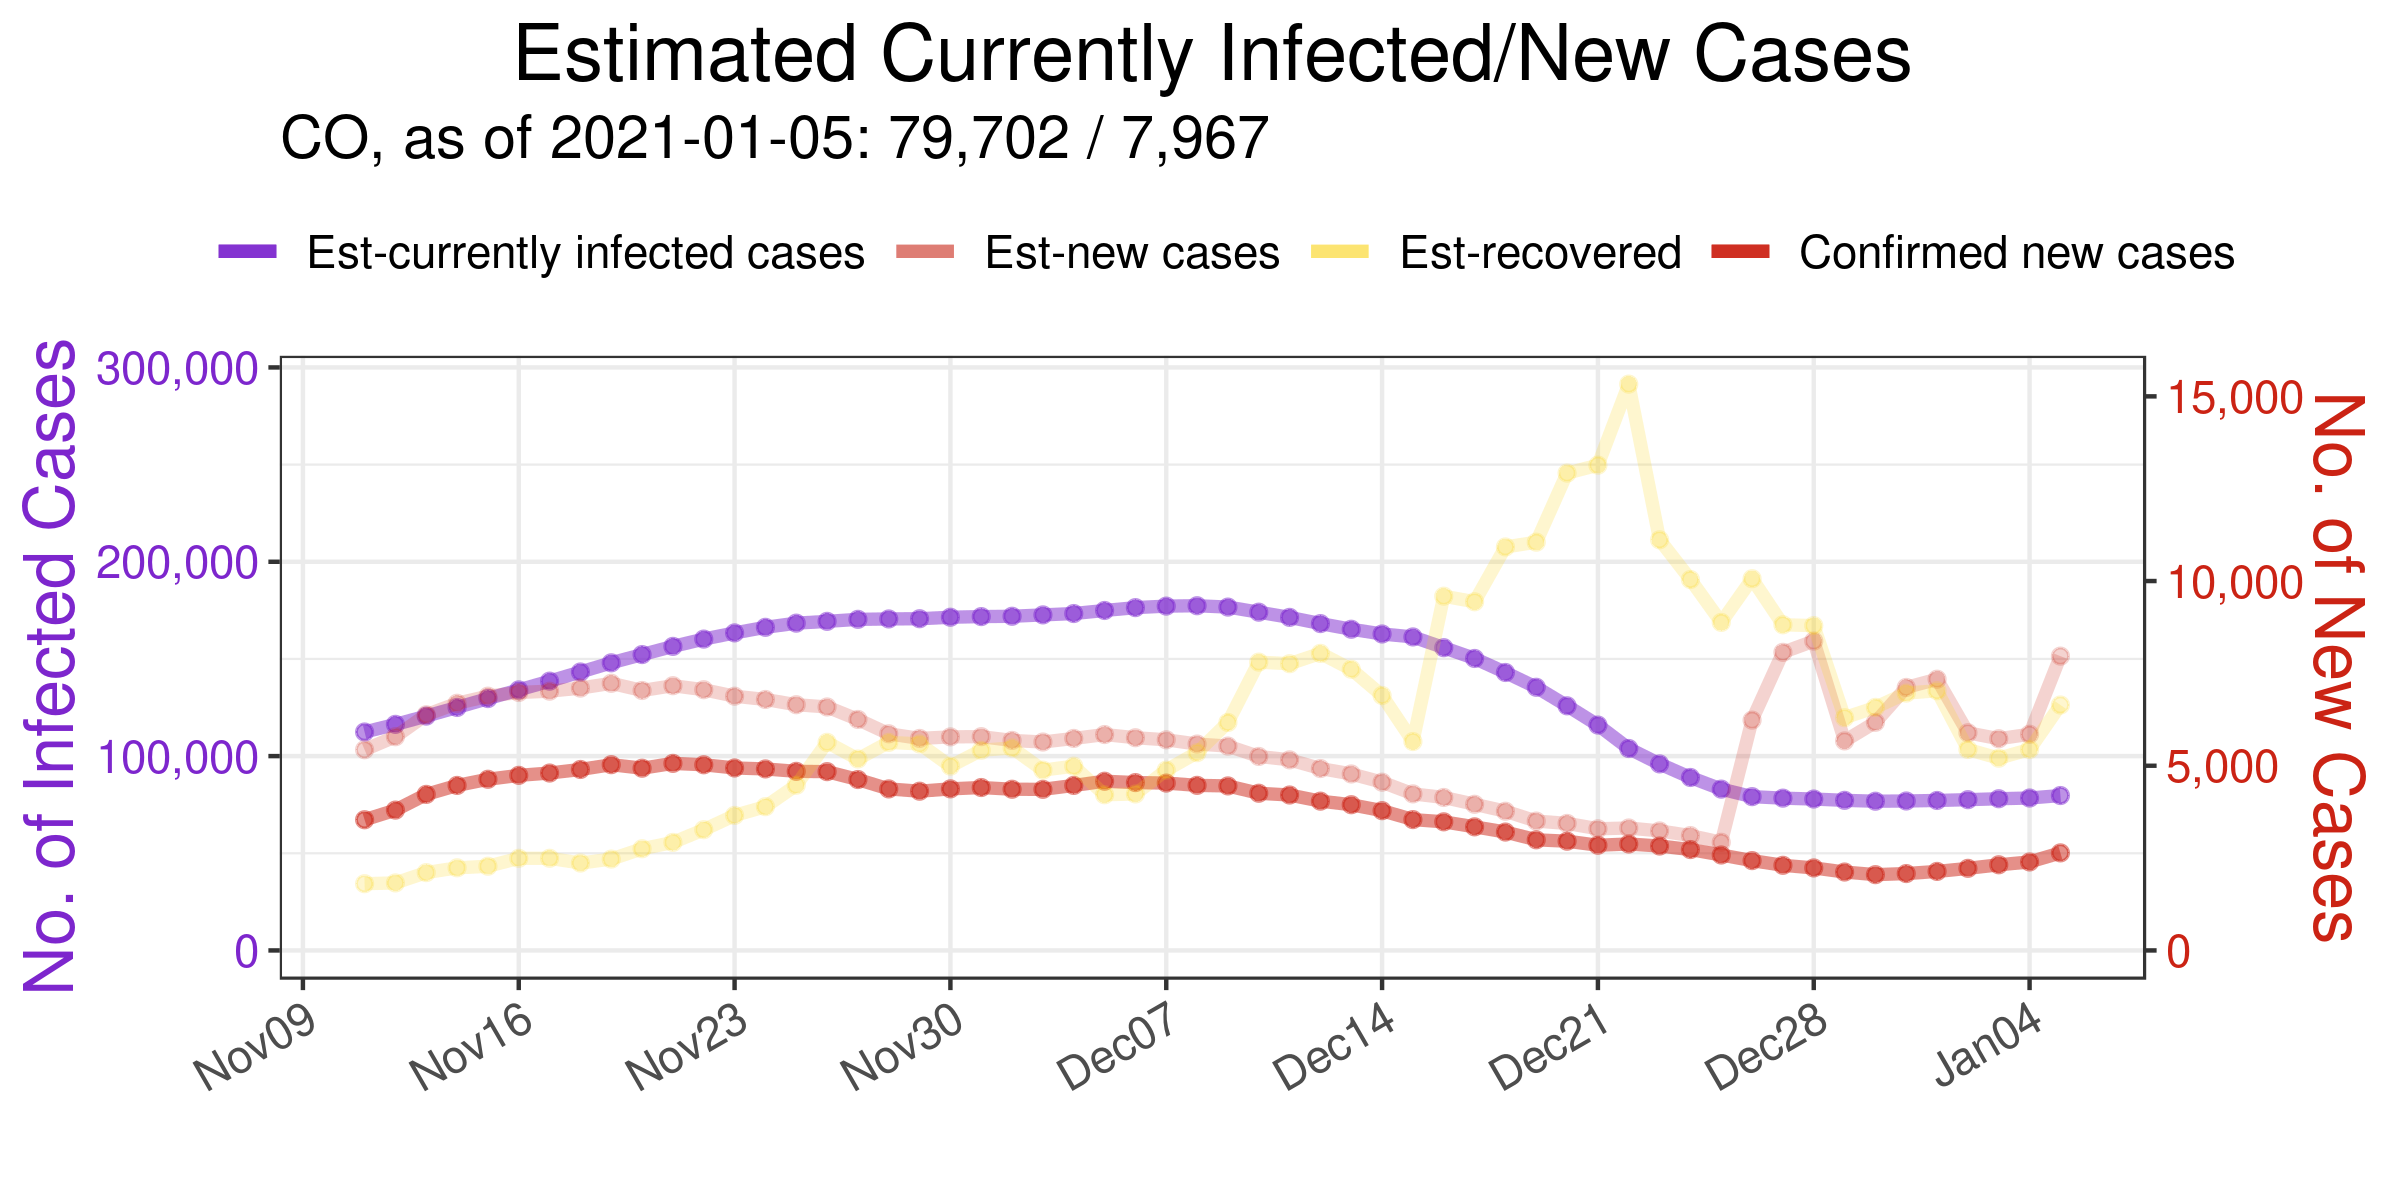 Estimated Currently Infected/New Cases
CO, as of 2021-01-05: 79,702 / 7,967
Est-currently infected cases Est-new cases Est-recovered Confirmed new cases
No. of Infected Cases
300,000
200,000
100,000
0
15,000
10,000
5,000
0
No. of New Cases
Nov09 Nov16 Nov23 Nov30 Dec07 Dec14 Dec21 Dec28 Jan04